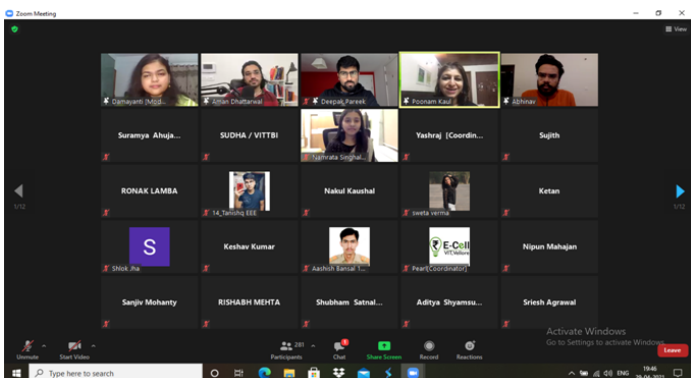 Zoom Meeting
View
Damayanti [Mod...
Aman Dhattarwal
Deepak Pareek
Poonam Kaul
Abhinav
Suramya Ahuja...
SUDHA / VITTBI
Namrata Singhal...
Yashraj [Coordin...
Sujith
RONAK LAMBA
14_Tanishq EEE
Nakul Kaushal
sweta verma
Ketan
1/12
1/12
S
Shlok Jha
Keshav Kumar
Aashish Bansal 1...
E-Cell
VIT|Vellore
Pearl[Coordinator]
Nipun Mahajan
Sanjiv Mohanty
RISHABH MEHTA
Shubham Satnal...
Aditya Shyamsu...
Sriesh Agrawal
Activate Windows
Go to Settings to activate Windows.
Unmute
Start Video
281
Participants
1
Chat
Share Screen
Record
Reactions
Leave
Type here to search
ENG
19:46
26-04-2021